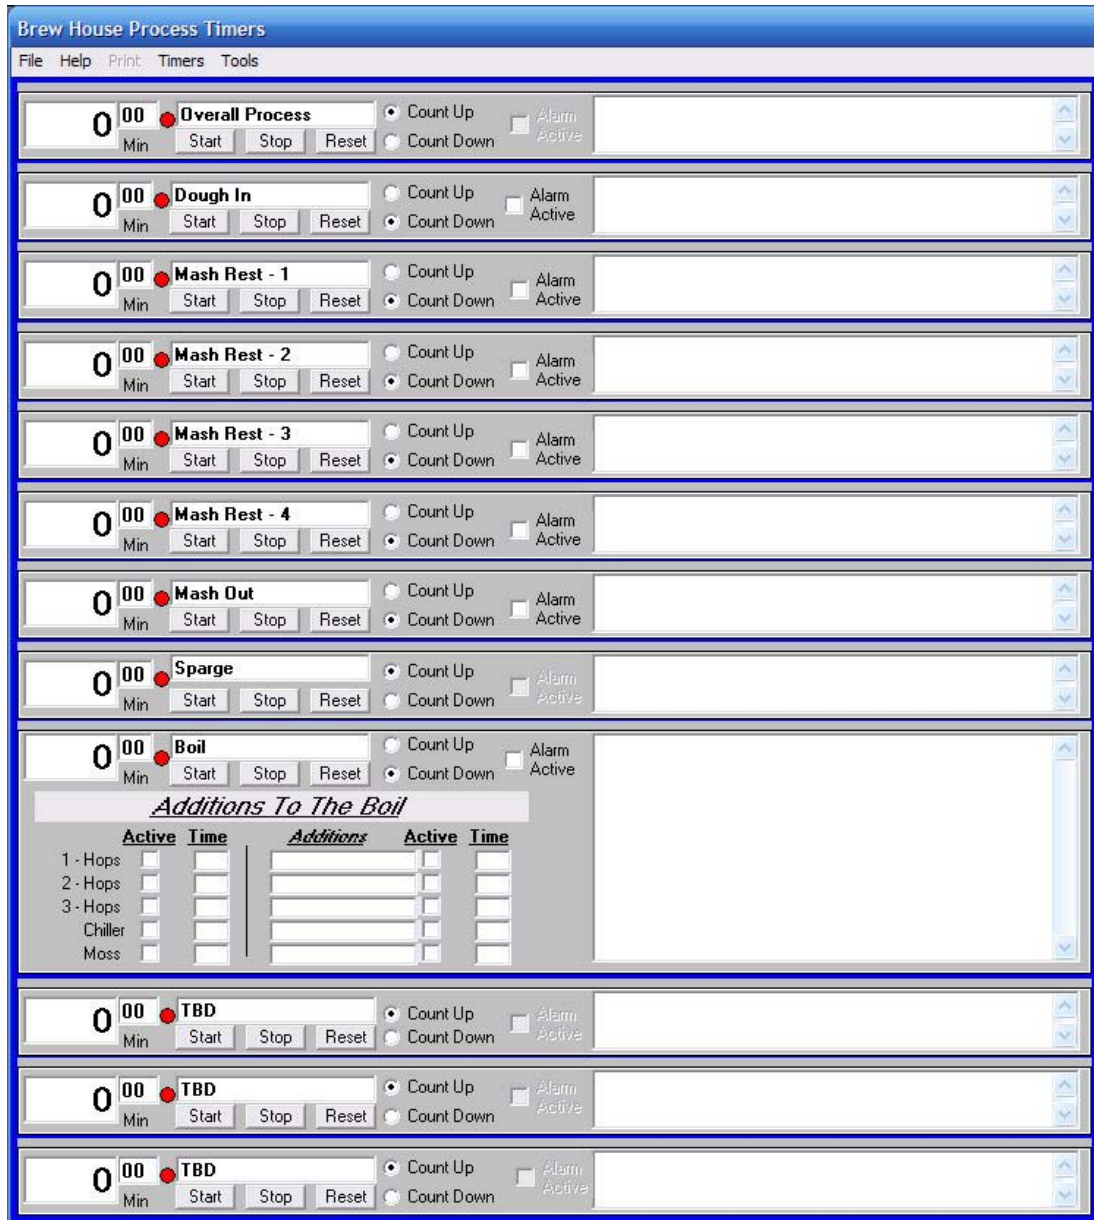 Brew House Process Timers
File Help Print Timers Tools
0 00 Overall Process Count Up Alarm
Min Start Stop Reset Count Down Active
0 00 Dough In Count Up Alarm
Min Start Stop Reset Count Down Active
0 00 Mash Rest - 1 Count Up Alarm
Min Start Stop Reset Count Down Active
0 00 Mash Rest - 2 Count Up Alarm
Min Start Stop Reset Count Down Active
0 00 Mash Rest - 3 Count Up Alarm
Min Start Stop Reset Count Down Active
0 00 Mash Rest - 4 Count Up Alarm
Min Start Stop Reset Count Down Active
0 00 Mash Out Count Up Alarm
Min Start Stop Reset Count Down Active
0 00 Sparge Count Up Alarm
Min Start Stop Reset Count Down Active
0 00 Boil Count Up Alarm
Min Start Stop Reset Count Down Active
Additions To The Boil
Active Time Additions Active Time
1 - Hops
2 - Hops
3 - Hops
Chiller
Moss
0 00 TBD Count Up Alarm
Min Start Stop Reset Count Down Active
0 00 TBD Count Up Alarm
Min Start Stop Reset Count Down Active
0 00 TBD Count Up Alarm
Min Start Stop Reset Count Down Active